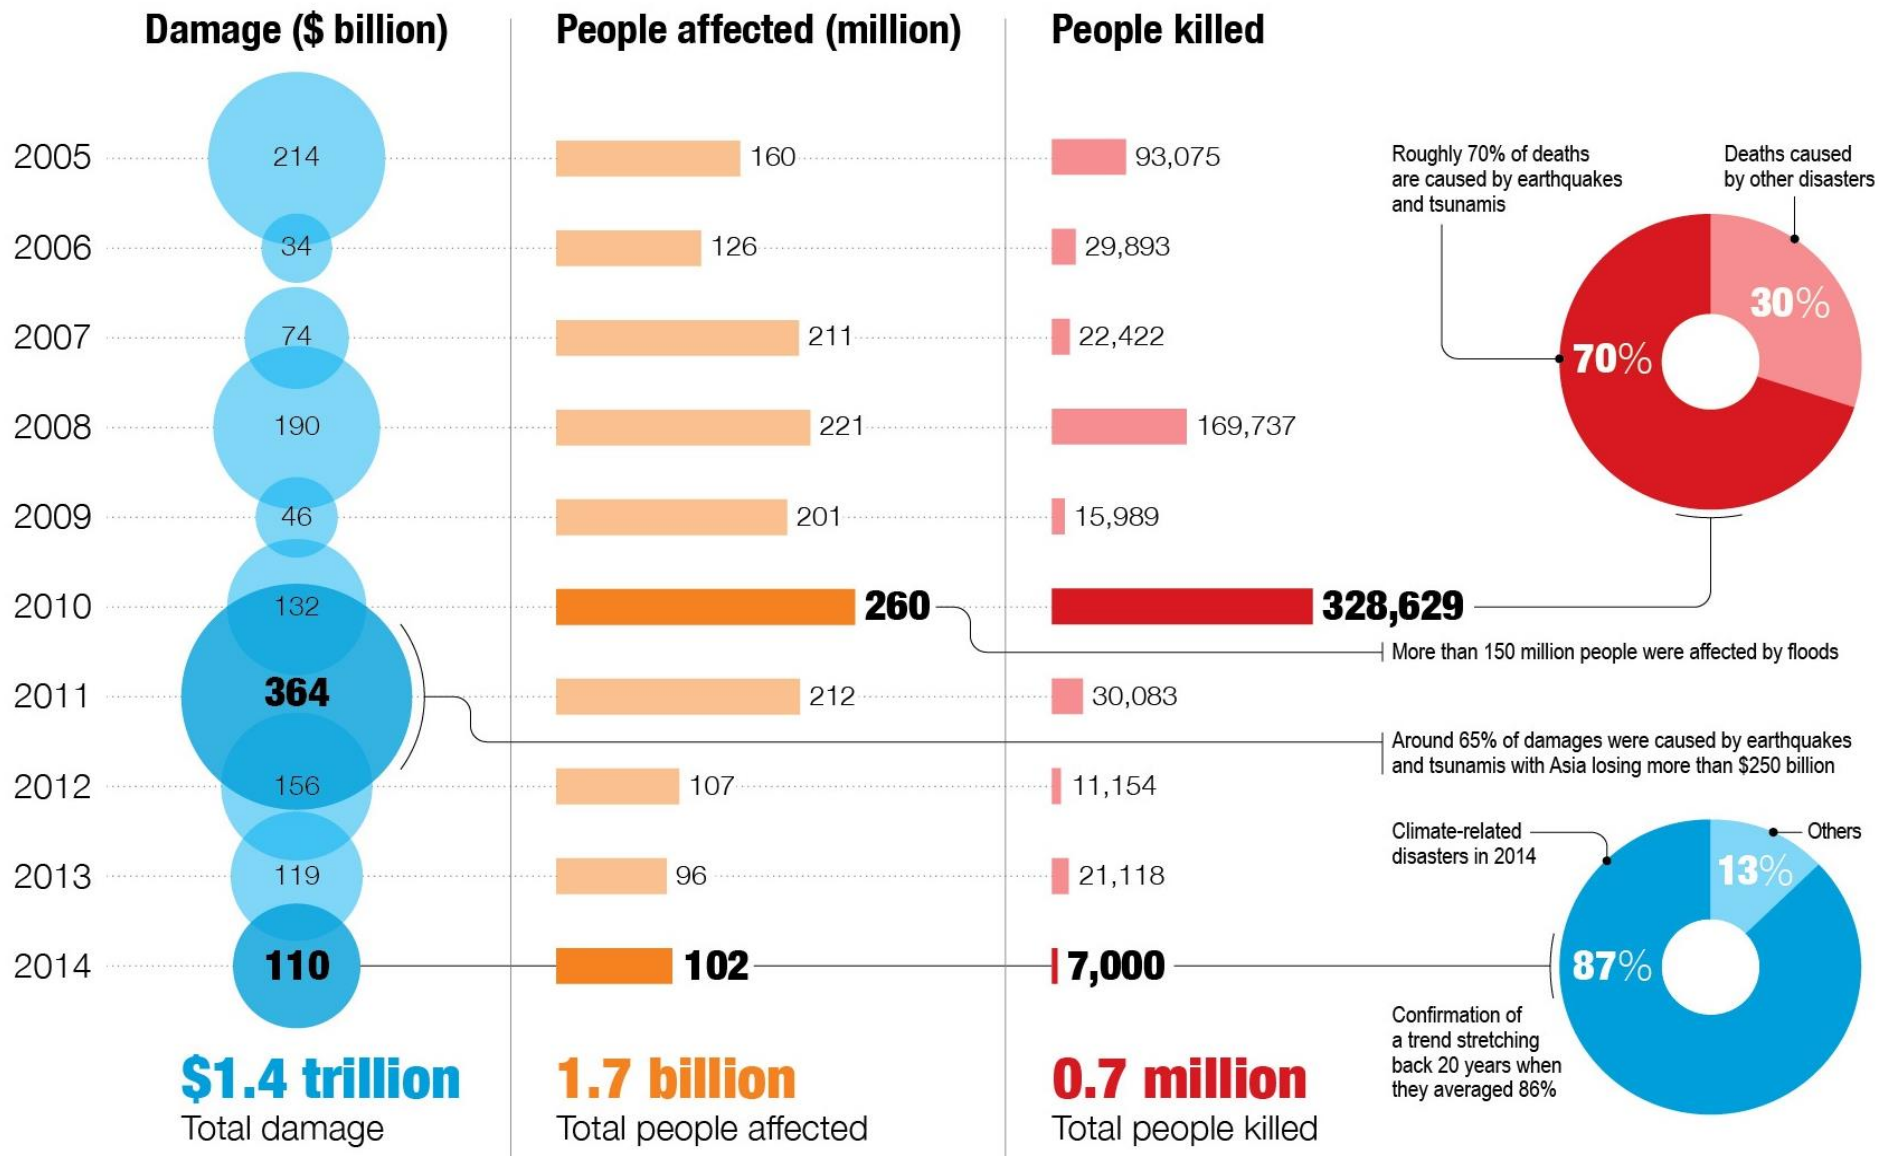 Damage ($ billion)
People affected (million)
People killed
2005
214
160
93,075
2006
34
126
29,893
2007
74
211
22,422
2008
190
221
169,737
2009
46
201
15,989
2010
132
260
328,629
2011
364
212
30,083
2012
156
107
11,154
2013
119
96
21,118
2014
110
102
7,000
$1.4 trillion
Total damage
1.7 billion
Total people affected
0.7 million
Total people killed
Roughly 70% of deaths
are caused by earthquakes
and tsunamis
Deaths caused
by other disasters
30%
70%
More than 150 million people were affected by floods
Around 65% of damages were caused by earthquakes
and tsunamis with Asia losing more than $250 billion
Climate-related
disasters in 2014
Others
13%
87%
Confirmation of
a trend stretching
back 20 years when
they averaged 86%